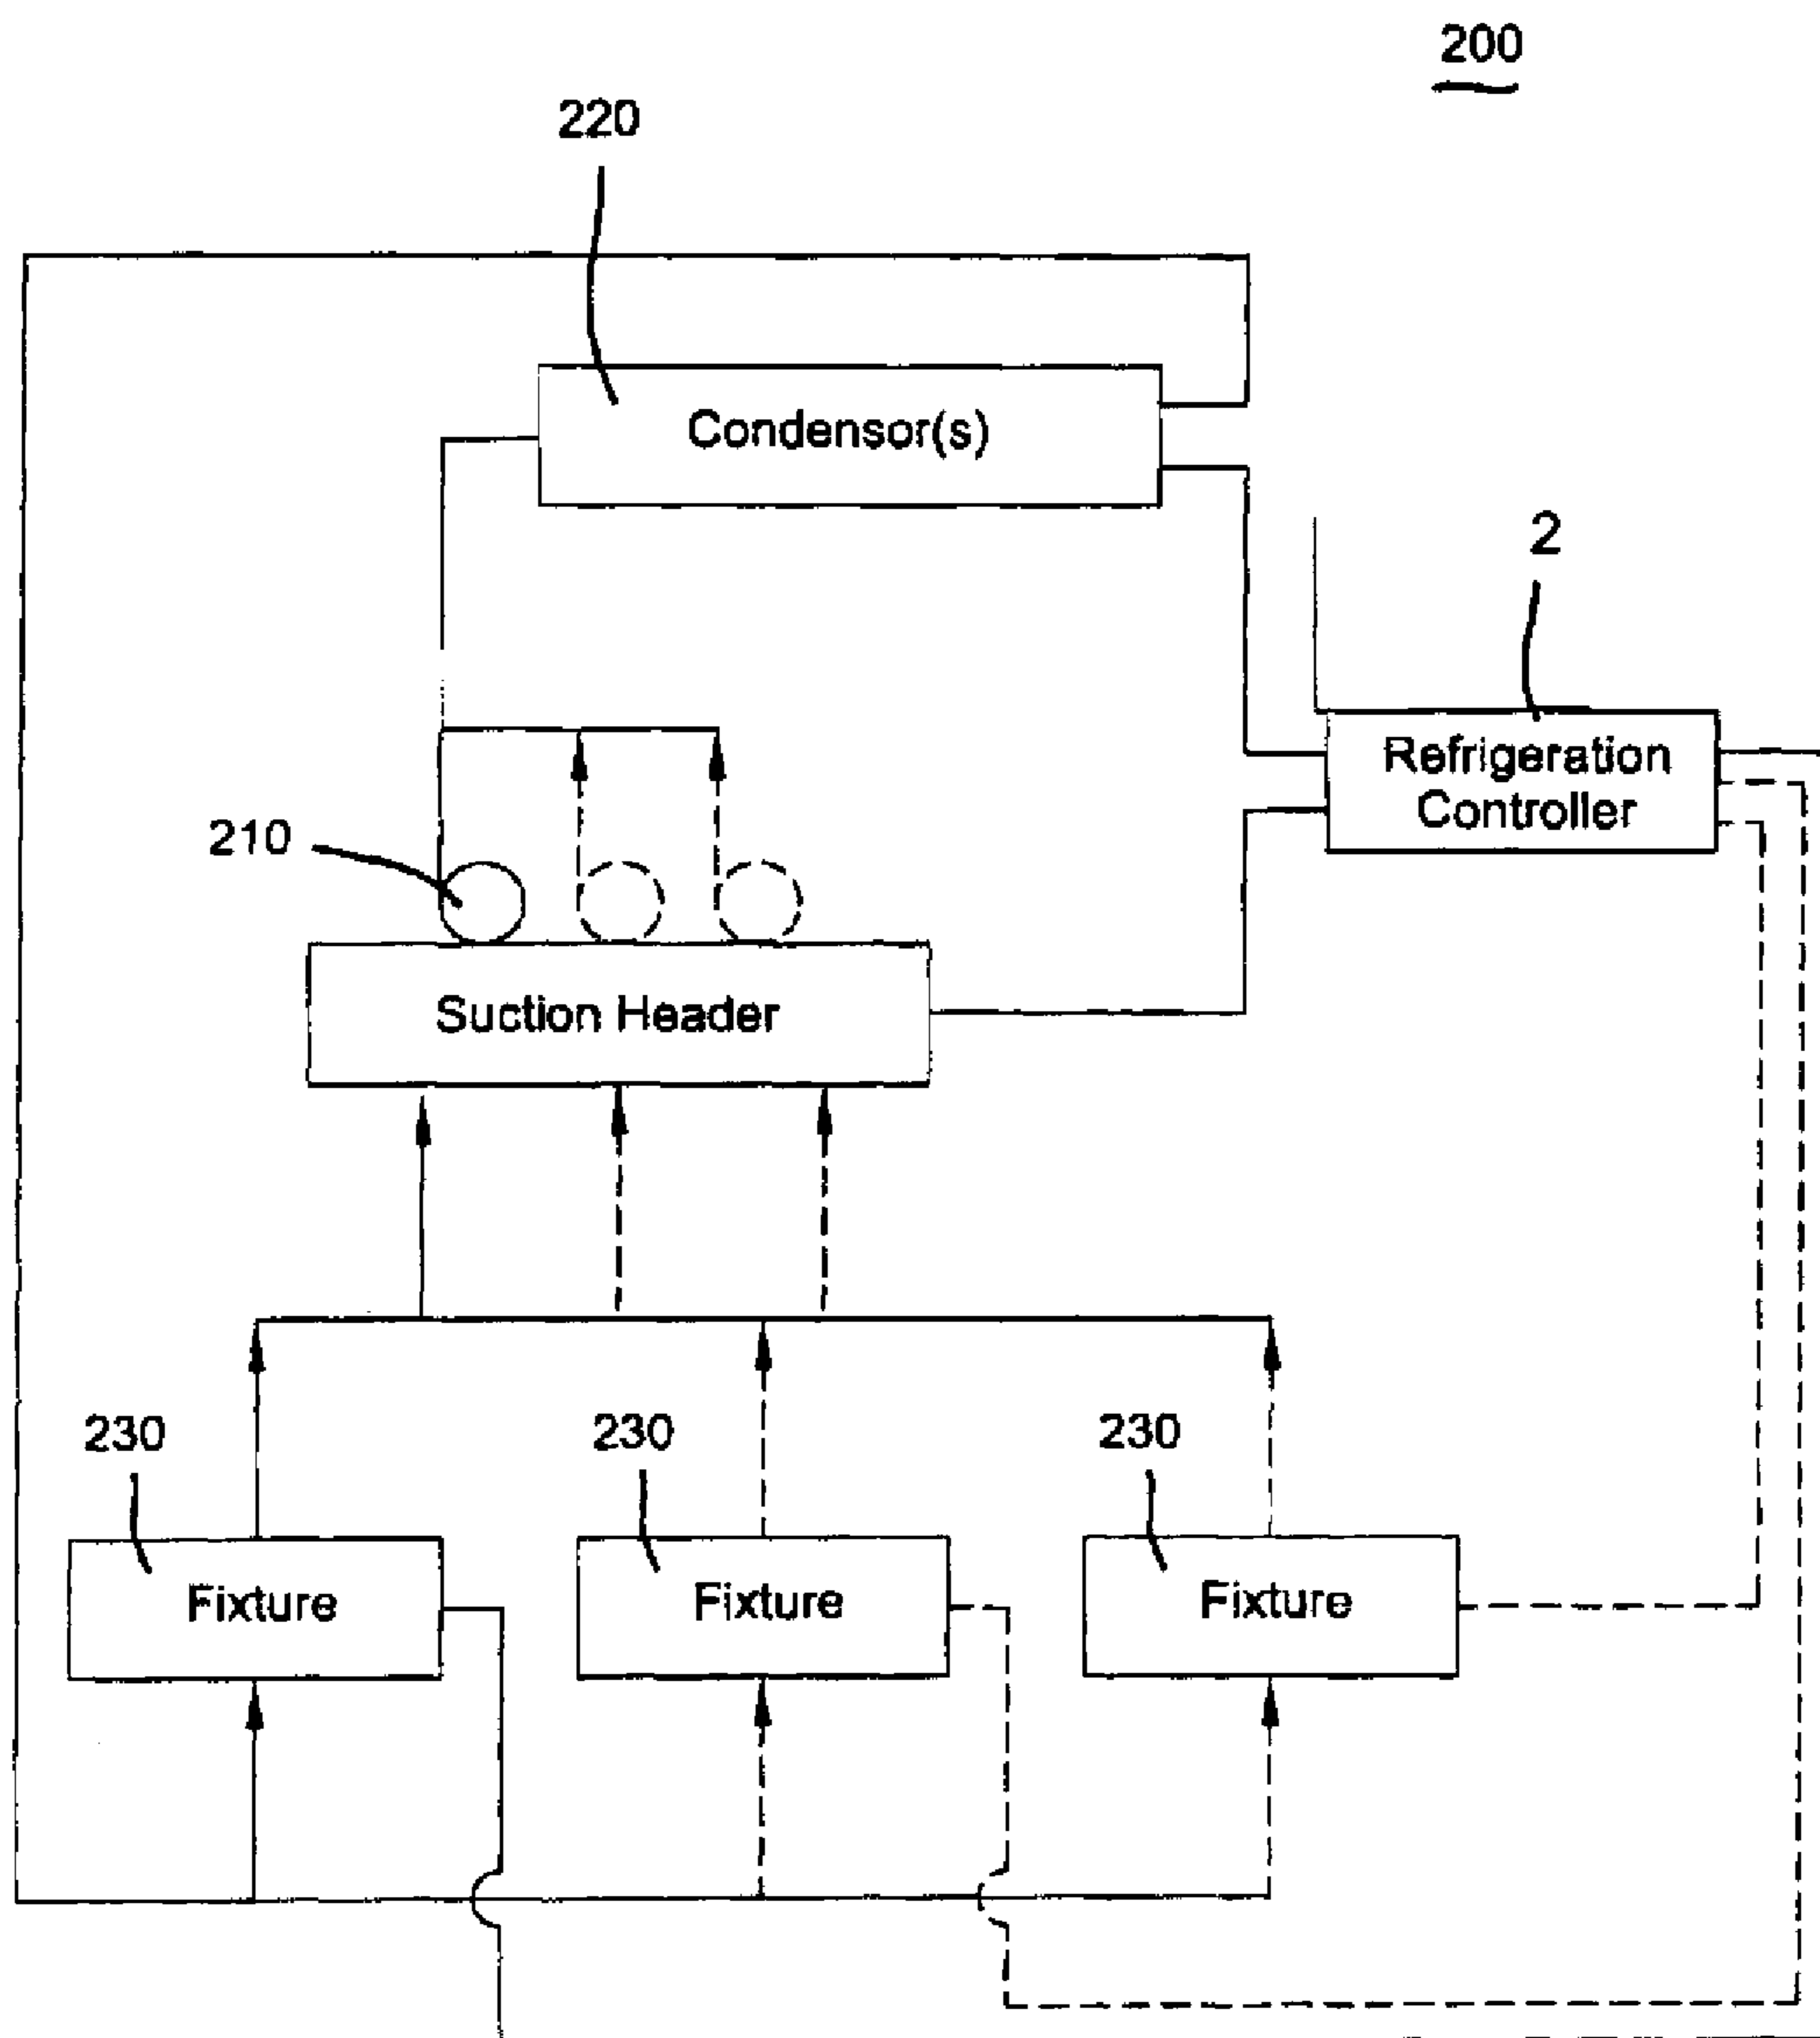 200
220
Condensor(s)
2
Refrigeration
Controller
210
Suction Header
230
230
230
Fixture
Fixture
Fixture